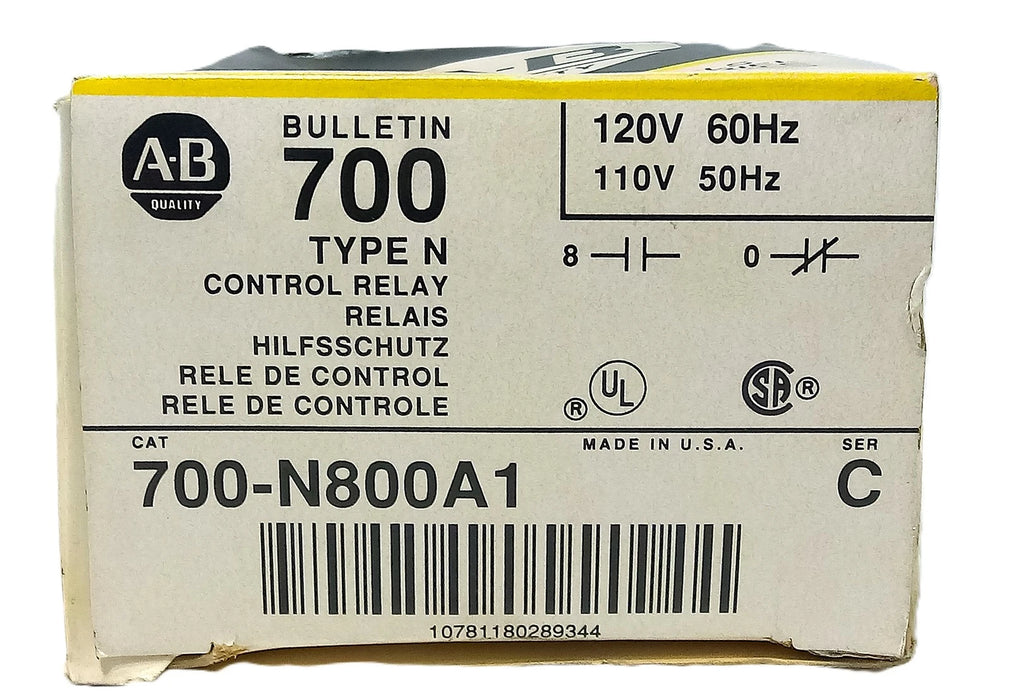 A-B
QUALITY
BULLETIN
700
TYPE N
CONTROL RELAY
RELAIS
HILFSSCHUTZ
RELE DE CONTROL
RELE DE CONTROLE
120V 60Hz
110V 50Hz
8
0
® UL
SA ®
CAT
MADE IN U.S.A.
SER
700-N800A1
C
10781180289344